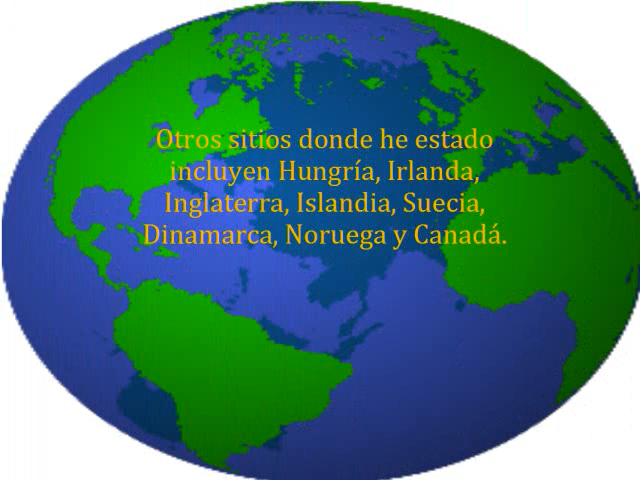 Otros sitios donde he estado
incluyen Hungría, Irlanda,
Inglaterra, Islandia, Suecia,
Dinamarca, Noruega y Canadá.